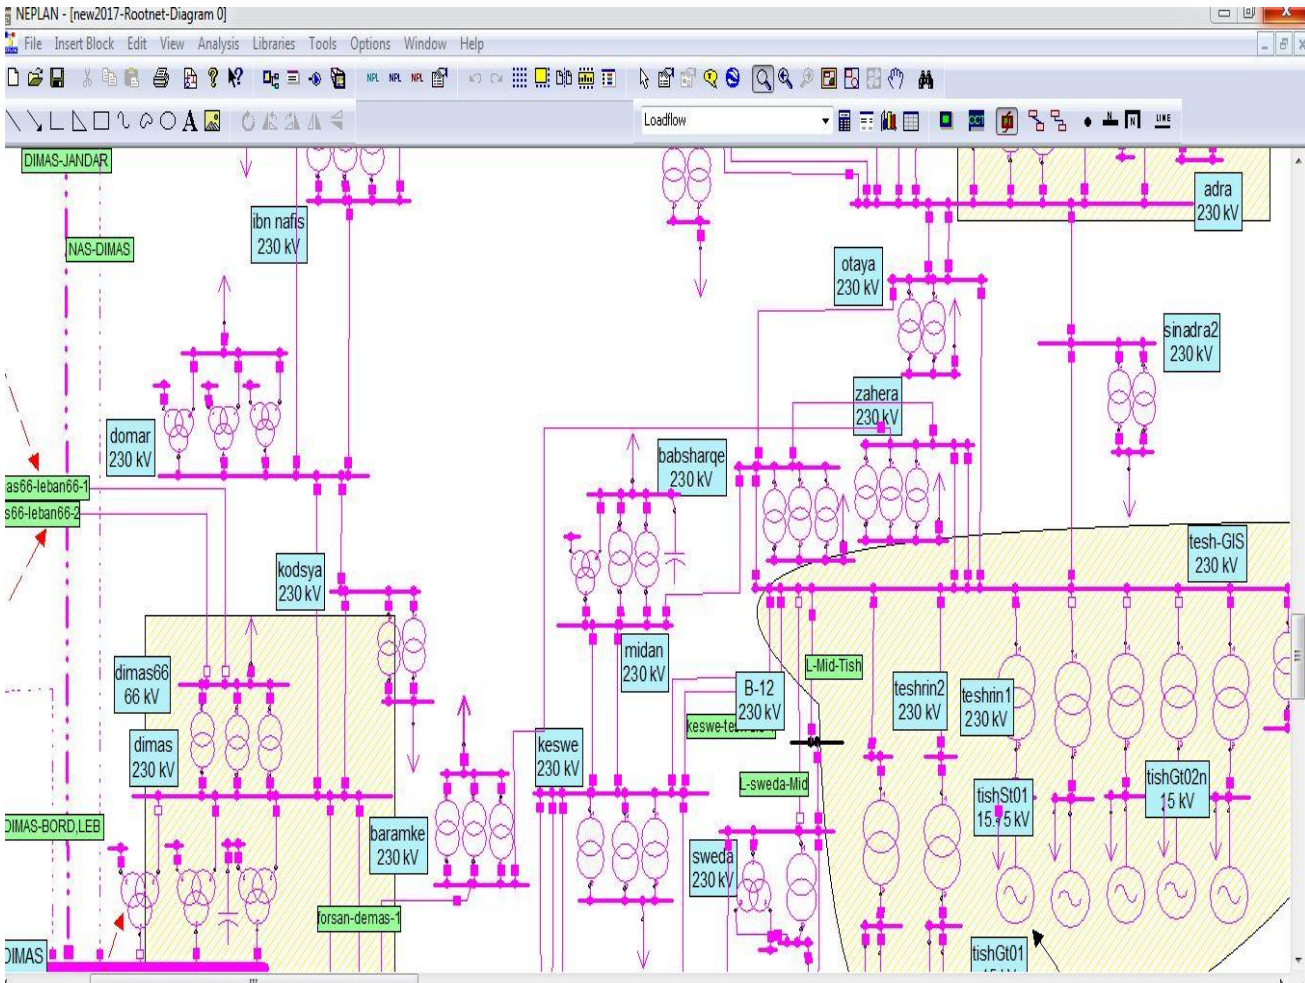 NEPLAN - [new2017-Rootnet-Diagram 0]
File Insert Block Edit View Analysis Libraries Tools Options Window Help
NPL NPL NPL
A
Loadflow
LINE
DIMAS-JANDAR
adra
230 kV
ibn nafis
230 kV
NAS-DIMAS
otaya
230 kV
sinadra2
230 kV
zahera
230 kV
domar
230 kV
babsharqe
230 kV
as66-leban66-1
s66-leban66-2
tesh-GIS
230 kV
kodsya
230 kV
midan
230 kV
L-Mid-Tish
dimas66
66 kV
B-12
230 kV
teshrin2
230 kV
teshrin1
230 kV
dimas
230 kV
keswe
230 kV
L-sweda-Mid
tishSt01
15.75kV
tishGt02n
15 kV
DIMAS-BORD,LEB
baramke
230 kV
sweda
230 kV
forsan-demas-1
DIMAS
tishGt01